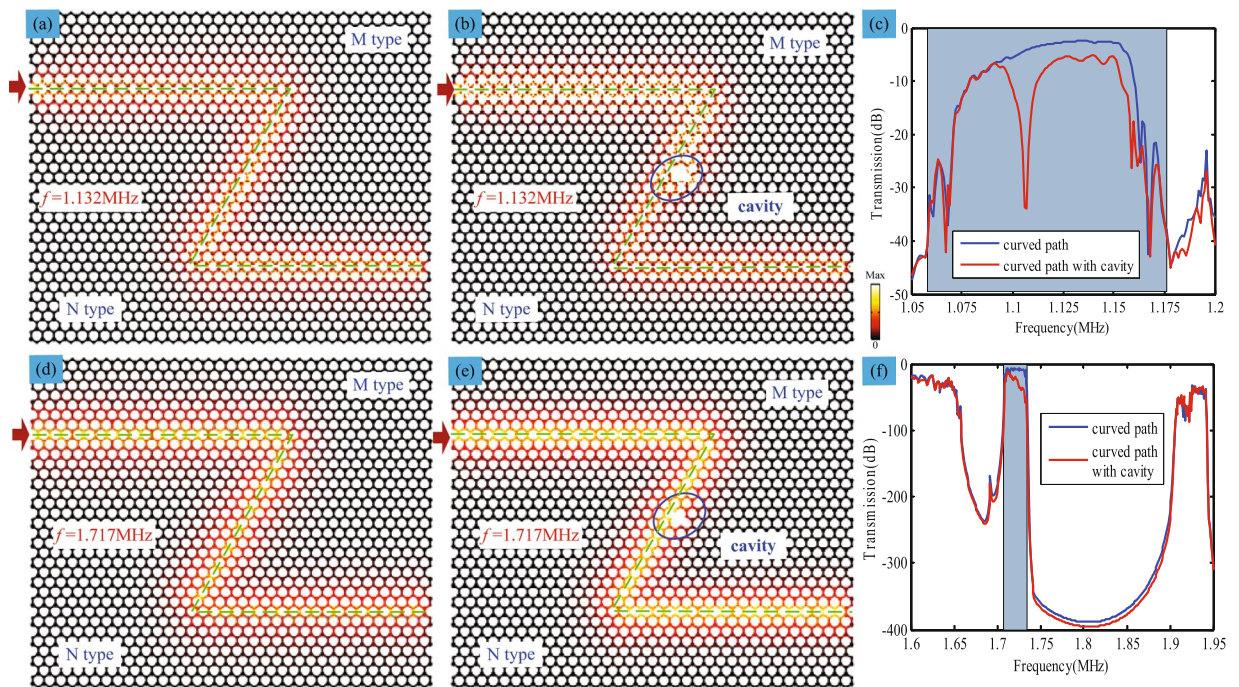 (a)
M type
f=1.132MHz
N type
(b)
M type
f=1.132MHz
cavity
N type
Max
0
(c)
Transmission(dB)
0
-10
-20
-30
-40
-50
curved path
curved path with cavity
1.05
1.075
1.1
1.125
1.15
1.175
1.2
Frequency(MHz)
(d)
M type
f=1.717MHz
N type
(e)
M type
f=1.717MHz
cavity
N type
(f)
Transmission(dB)
0
-100
-200
-300
-400
curved path
curved path
with cavity
1.6
1.65
1.7
1.75
1.8
1.85
1.9
1.95
Frequency(MHz)